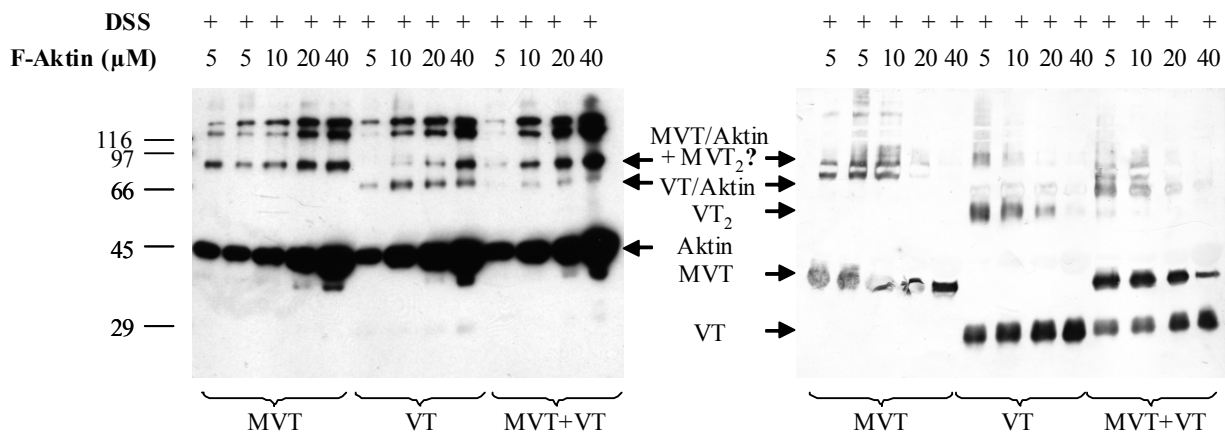 DSS + + + + + + + + + + + + + + + + + + + + + + + +
F-Aktin (µM) 5 5 10 20 40 5 10 20 40 5 10 20 40 5 5 10 20 40 5 10 20 40 5 10 20 40
116
97
66
45
29
MVT/Aktin
+ MVT₂?
VT/Aktin
VT₂
Aktin
MVT
VT
MVT VT MVT+VT MVT VT MVT+VT